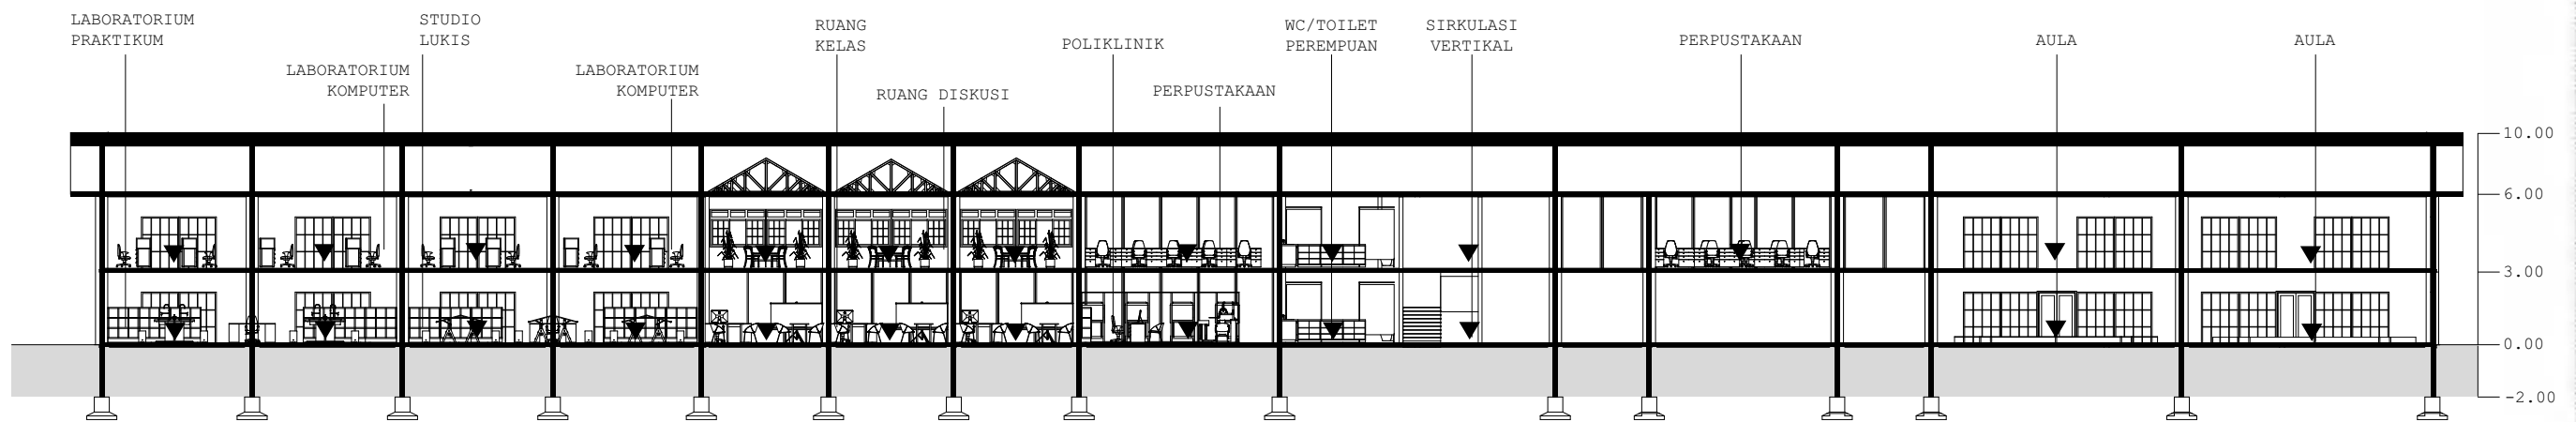 LABORATORIUM
PRAKTIKUM
LABORATORIUM
KOMPUTER
STUDIO
LUKIS
LABORATORIUM
KOMPUTER
RUANG
KELAS
RUANG DISKUSI
POLIKLINIK
PERPUSTAKAAN
WC/TOILET
PEREMPUAN
SIRKULASI
VERTIKAL
PERPUSTAKAAN
AULA
AULA
10.00
6.00
3.00
0.00
-2.00